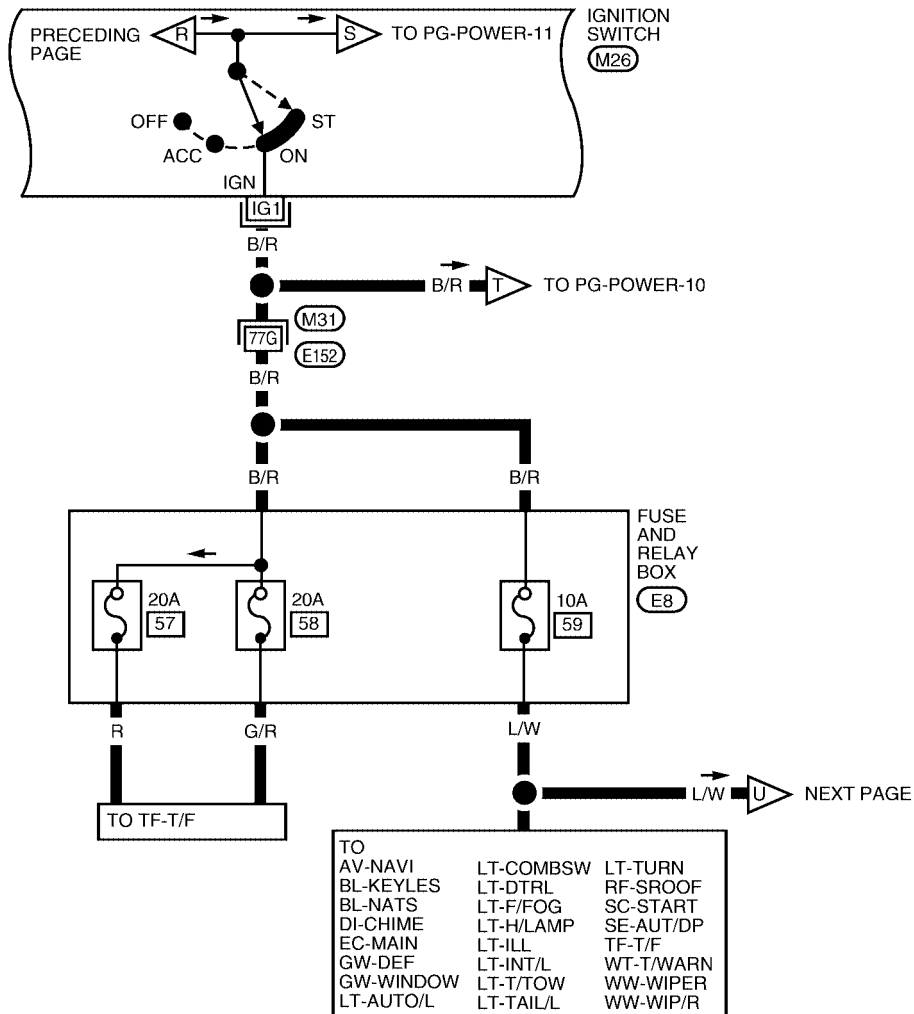 PRECEDING PAGE
R
S
TO PG-POWER-11
IGNITION SWITCH
M26
OFF
ACC
ON
ST
IGN
IG1
B/R
B/R
T
TO PG-POWER-10
77G
M31
E152
B/R
B/R
B/R
FUSE AND RELAY BOX
E8
20A
57
20A
58
10A
59
R
G/R
L/W
TO TF-T/F
L/W
U
NEXT PAGE
TO
AV-NAVI
BL-KEYLES
BL-NATS
DI-CHIME
EC-MAIN
GW-DEF
GW-WINDOW
LT-AUTO/L
LT-COMBSW
LT-DTRL
LT-F/FOG
LT-H/LAMP
LT-ILL
LT-INT/L
LT-T/TOW
LT-TAIL/L
LT-TURN
RF-SROOF
SC-START
SE-AUT/DP
TF-T/F
WT-T/WARN
WW-WIPER
WW-WIP/R